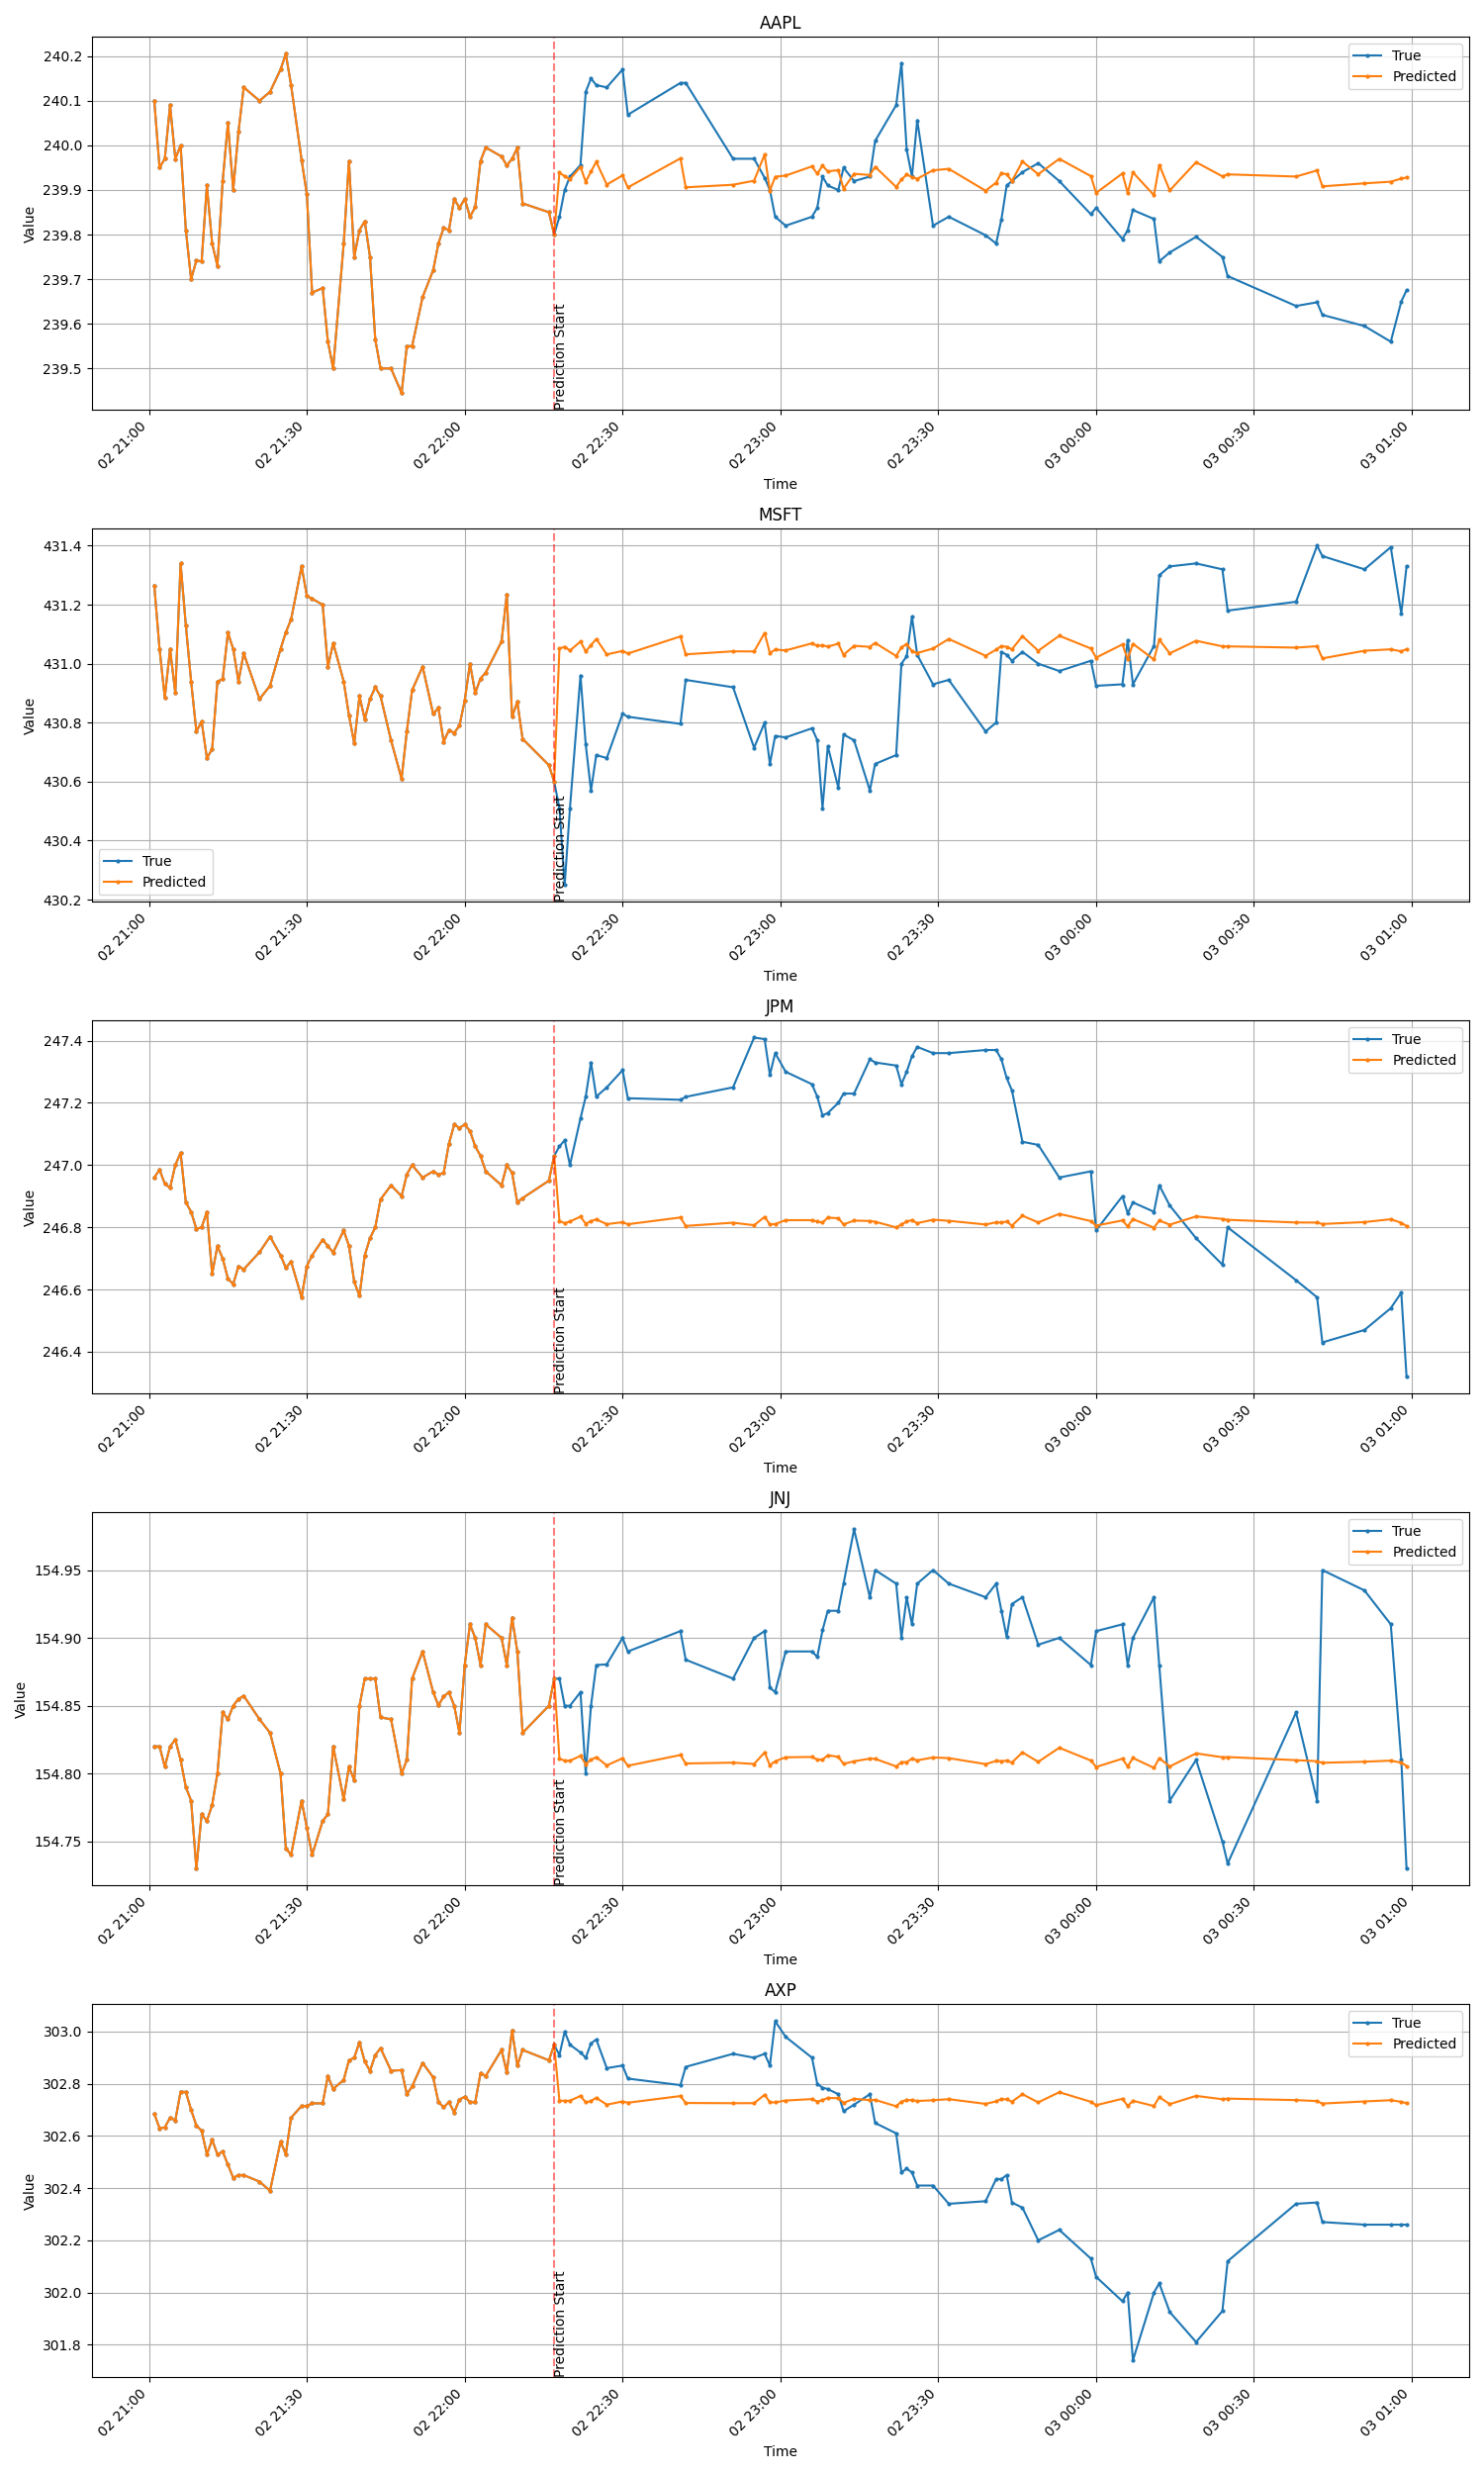 AAPL
Value
240.2
240.1
240.0
239.9
239.8
239.7
239.6
239.5
True
Predicted
Prediction Start
02 21:00
02 21:30
02 22:00
02 22:30
02 23:00
02 23:30
03 00:00
03 00:30
03 01:00
Time
MSFT
Value
431.4
431.2
431.0
430.8
430.6
430.4
430.2
True
Predicted
Prediction Start
02 21:00
02 21:30
02 22:00
02 22:30
02 23:00
02 23:30
03 00:00
03 00:30
03 01:00
Time
JPM
Value
247.4
247.2
247.0
246.8
246.6
246.4
True
Predicted
Prediction Start
02 21:00
02 21:30
02 22:00
02 22:30
02 23:00
02 23:30
03 00:00
03 00:30
03 01:00
Time
JNJ
Value
154.95
154.90
154.85
154.80
154.75
True
Predicted
Prediction Start
02 21:00
02 21:30
02 22:00
02 22:30
02 23:00
02 23:30
03 00:00
03 00:30
03 01:00
Time
AXP
Value
303.0
302.8
302.6
302.4
302.2
302.0
301.8
True
Predicted
Prediction Start
02 21:00
02 21:30
02 22:00
02 22:30
02 23:00
02 23:30
03 00:00
03 00:30
03 01:00
Time